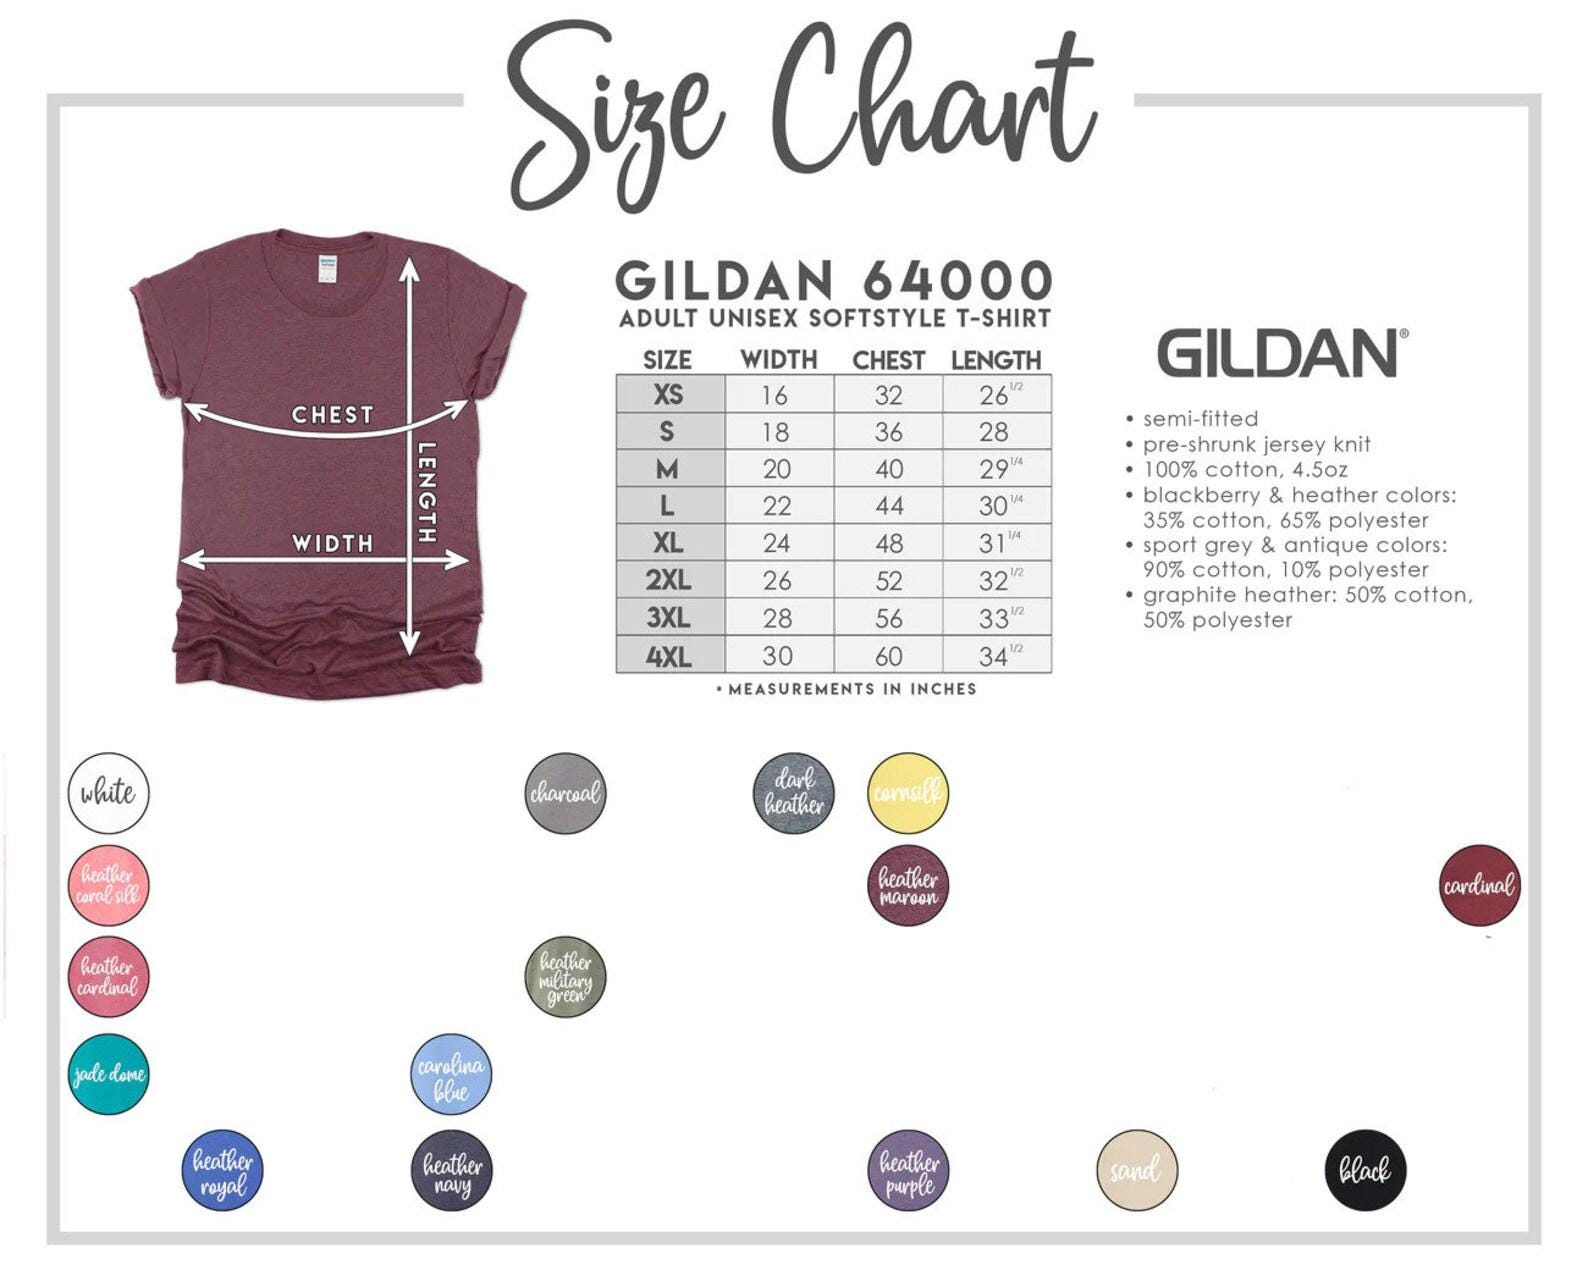 Size Chart
GILDAN 64000
ADULT UNISEX SOFTSTYLE T-SHIRT
SIZE WIDTH CHEST LENGTH
XS 16 32 26 1/2
S 18 36 28
M 20 40 29 1/4
L 22 44 30 1/4
XL 24 48 31 1/4
2XL 26 52 32 1/2
3XL 28 56 33 1/2
4XL 30 60 34 1/2
• MEASUREMENTS IN INCHES
CHEST
LENGTH
WIDTH
GILDAN®
• semi-fitted
• pre-shrunk jersey knit
• 100% cotton, 4.5oz
• blackberry & heather colors:
35% cotton, 65% polyester
• sport grey & antique colors:
90% cotton, 10% polyester
• graphite heather: 50% cotton,
50% polyester
white
charcoal
dark
heather
cornsilk
heather
coral silk
heather
maroon
cardinal
heather
cardinal
heather
military
green
jade dome
carolina
blue
heather
royal
heather
navy
heather
purple
sand
black